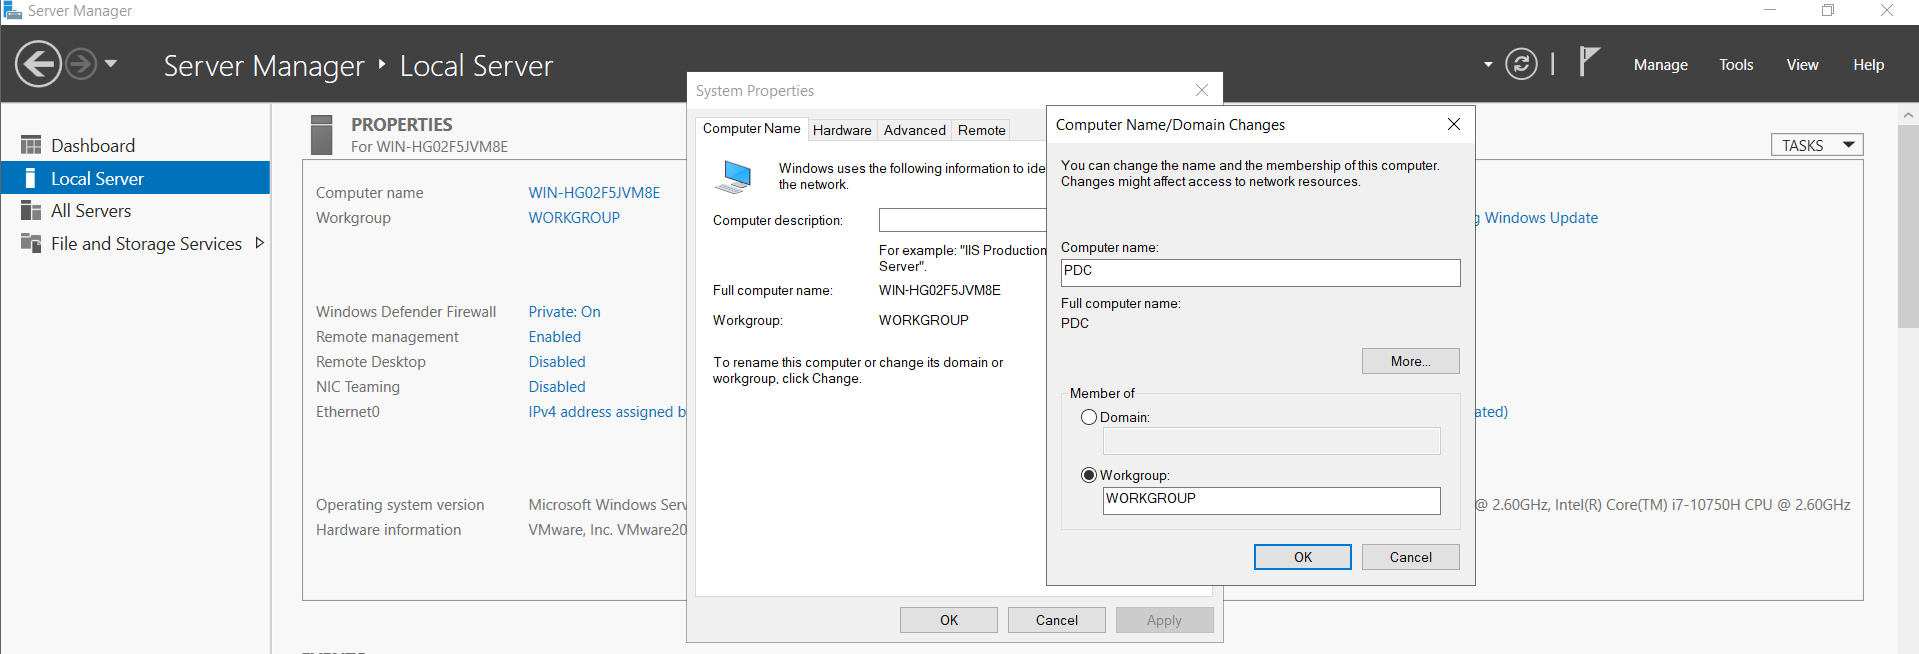 Server Manager
Server Manager ‣ Local Server
Manage Tools View Help
Dashboard
Local Server
All Servers
File and Storage Services
PROPERTIES
For WIN-HG02F5JVM8E
TASKS
Computer name WIN-HG02F5JVM8E
Workgroup WORKGROUP
Windows Defender Firewall Private: On
Remote management Enabled
Remote Desktop Disabled
NIC Teaming Disabled
Ethernet0 IPv4 address assigned b
Operating system version Microsoft Windows Serv
Hardware information VMware, Inc. VMware20
System Properties
Computer Name Hardware Advanced Remote
Windows uses the following information to ide
the network.
Computer description:
For example: "IIS Production
Server".
Full computer name: WIN-HG02F5JVM8E
Workgroup: WORKGROUP
To rename this computer or change its domain or
workgroup, click Change.
OK Cancel Apply
Computer Name/Domain Changes
You can change the name and the membership of this computer.
Changes might affect access to network resources.
Computer name:
PDC
Full computer name:
PDC
More...
Member of
Domain:
Workgroup:
WORKGROUP
OK Cancel
g Windows Update
ated)
@ 2.60GHz, Intel(R) Core(TM) i7-10750H CPU @ 2.60GHz